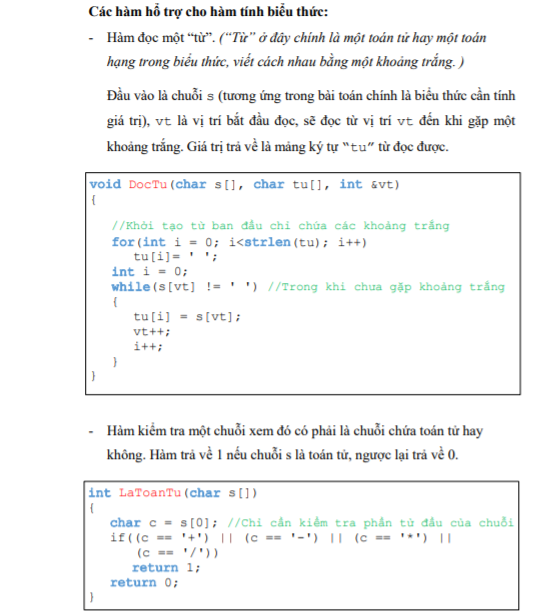 Các hàm hỗ trợ cho hàm tính biểu thức:
- Hàm đọc một “từ”. (“Từ” ở đây chính là một toán tử hay một toán
hạng trong biểu thức, viết cách nhau bằng một khoảng trắng. )
Đầu vào là chuỗi s (tương ứng trong bài toán chính là biểu thức cần tính
giá trị), vt là vị trí bắt đầu đọc, sẽ đọc từ vị trí vt đến khi gặp một
khoảng trắng. Giá trị trả về là mảng ký tự “tu” từ đọc được.
void DocTu(char s[], char tu[], int &vt)
{
//Khởi tạo từ ban đầu chỉ chứa các khoảng trắng
for(int i = 0; i<strlen(tu); i++)
tu[i]= ' ';
int i = 0;
while(s[vt] != ' ') //Trong khi chưa gặp khoảng trắng
{
tu[i] = s[vt];
vt++;
i++;
}
}
- Hàm kiểm tra một chuỗi xem đó có phải là chuỗi chứa toán tử hay
không. Hàm trả về 1 nếu chuỗi s là toán tử, ngược lại trả về 0.
int LaToanTu(char s[])
{
char c = s[0]; //Chỉ cần kiểm tra phần tử đầu của chuỗi
if((c == '+') || (c == '-') || (c == '*') ||
(c == '/'))
return 1;
return 0;
}